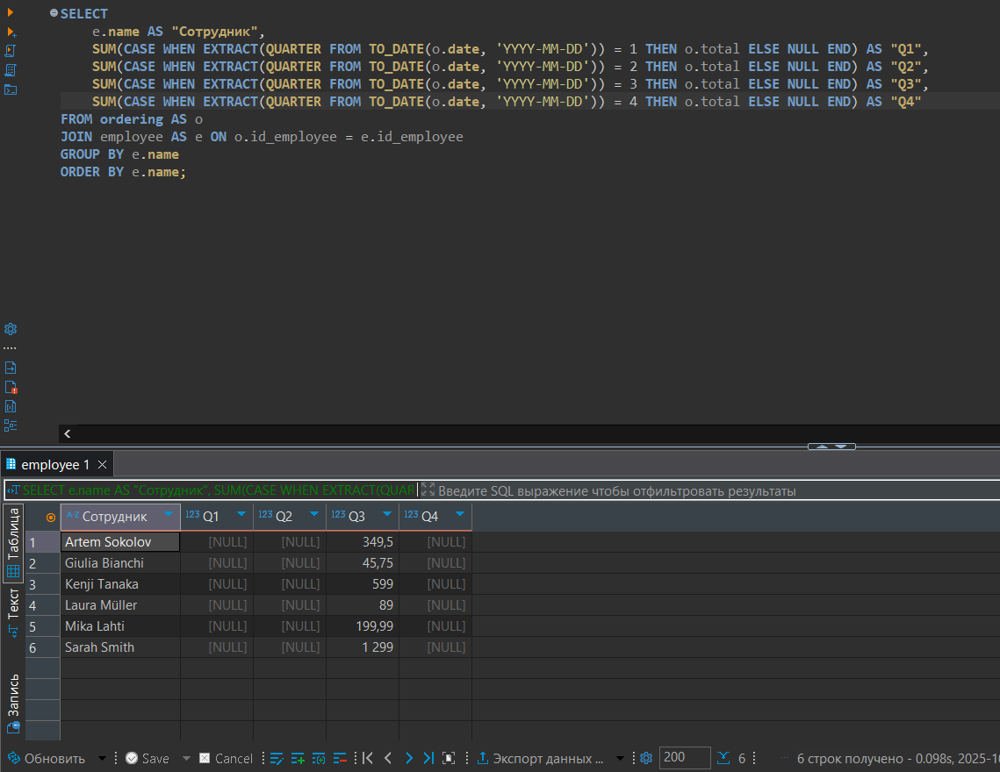 SELECT
e.name AS "Сотрудник",
SUM(CASE WHEN EXTRACT(QUARTER FROM TO_DATE(o.date, 'YYYY-MM-DD')) = 1 THEN o.total ELSE NULL END) AS "Q1",
SUM(CASE WHEN EXTRACT(QUARTER FROM TO_DATE(o.date, 'YYYY-MM-DD')) = 2 THEN o.total ELSE NULL END) AS "Q2",
SUM(CASE WHEN EXTRACT(QUARTER FROM TO_DATE(o.date, 'YYYY-MM-DD')) = 3 THEN o.total ELSE NULL END) AS "Q3",
SUM(CASE WHEN EXTRACT(QUARTER FROM TO_DATE(o.date, 'YYYY-MM-DD')) = 4 THEN o.total ELSE NULL END) AS "Q4"
FROM ordering AS o
JOIN employee AS e ON o.id_employee = e.id_employee
GROUP BY e.name
ORDER BY e.name;
employee 1
SELECT e.name AS "Сотрудник", SUM(CASE WHEN EXTRACT(QUAR Введите SQL выражение чтобы отфильтровать результаты
Таблица
Текст
Запись
A-Z Сотрудник 123 Q1 123 Q2 123 Q3 123 Q4
1 Artem Sokolov [NULL] [NULL] 349,5 [NULL]
2 Giulia Bianchi [NULL] [NULL] 45,75 [NULL]
3 Kenji Tanaka [NULL] [NULL] 599 [NULL]
4 Laura Müller [NULL] [NULL] 89 [NULL]
5 Mika Lahti [NULL] [NULL] 199,99 [NULL]
6 Sarah Smith [NULL] [NULL] 1 299 [NULL]
Обновить Save Cancel Экспорт данных ... 200 6 6 строк получено - 0.098s, 2025-10